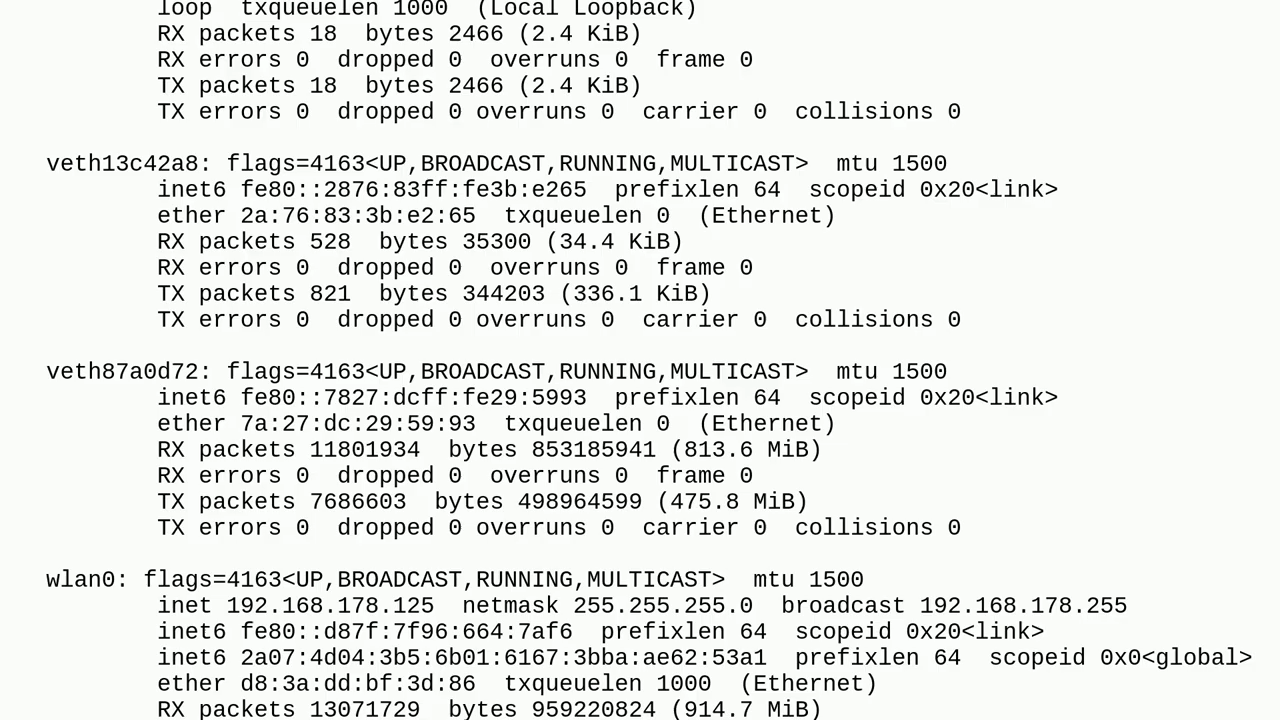 loop  txqueuelen 1000  (Local Loopback)
RX packets 18  bytes 2466 (2.4 KiB)
RX errors 0  dropped 0  overruns 0  frame 0
TX packets 18  bytes 2466 (2.4 KiB)
TX errors 0  dropped 0 overruns 0  carrier 0  collisions 0
veth13c42a8: flags=4163<UP,BROADCAST,RUNNING,MULTICAST>  mtu 1500
inet6 fe80::2876:83ff:fe3b:e265  prefixlen 64  scopeid 0x20<link>
ether 2a:76:83:3b:e2:65  txqueuelen 0  (Ethernet)
RX packets 528  bytes 35300 (34.4 KiB)
RX errors 0  dropped 0  overruns 0  frame 0
TX packets 821  bytes 344203 (336.1 KiB)
TX errors 0  dropped 0 overruns 0  carrier 0  collisions 0
veth87a0d72: flags=4163<UP,BROADCAST,RUNNING,MULTICAST>  mtu 1500
inet6 fe80::7827:dcff:fe29:5993  prefixlen 64  scopeid 0x20<link>
ether 7a:27:dc:29:59:93  txqueuelen 0  (Ethernet)
RX packets 11801934  bytes 853185941 (813.6 MiB)
RX errors 0  dropped 0  overruns 0  frame 0
TX packets 7686603  bytes 498964599 (475.8 MiB)
TX errors 0  dropped 0 overruns 0  carrier 0  collisions 0
wlan0: flags=4163<UP,BROADCAST,RUNNING,MULTICAST>  mtu 1500
inet 192.168.178.125  netmask 255.255.255.0  broadcast 192.168.178.255
inet6 fe80::d87f:7f96:664:7af6  prefixlen 64  scopeid 0x20<link>
inet6 2a07:4d04:3b5:6b01:6167:3bba:ae62:53a1  prefixlen 64  scopeid 0x0<global>
ether d8:3a:dd:bf:3d:86  txqueuelen 1000  (Ethernet)
RX packets 13071729  bytes 959220824 (914.7 MiB)